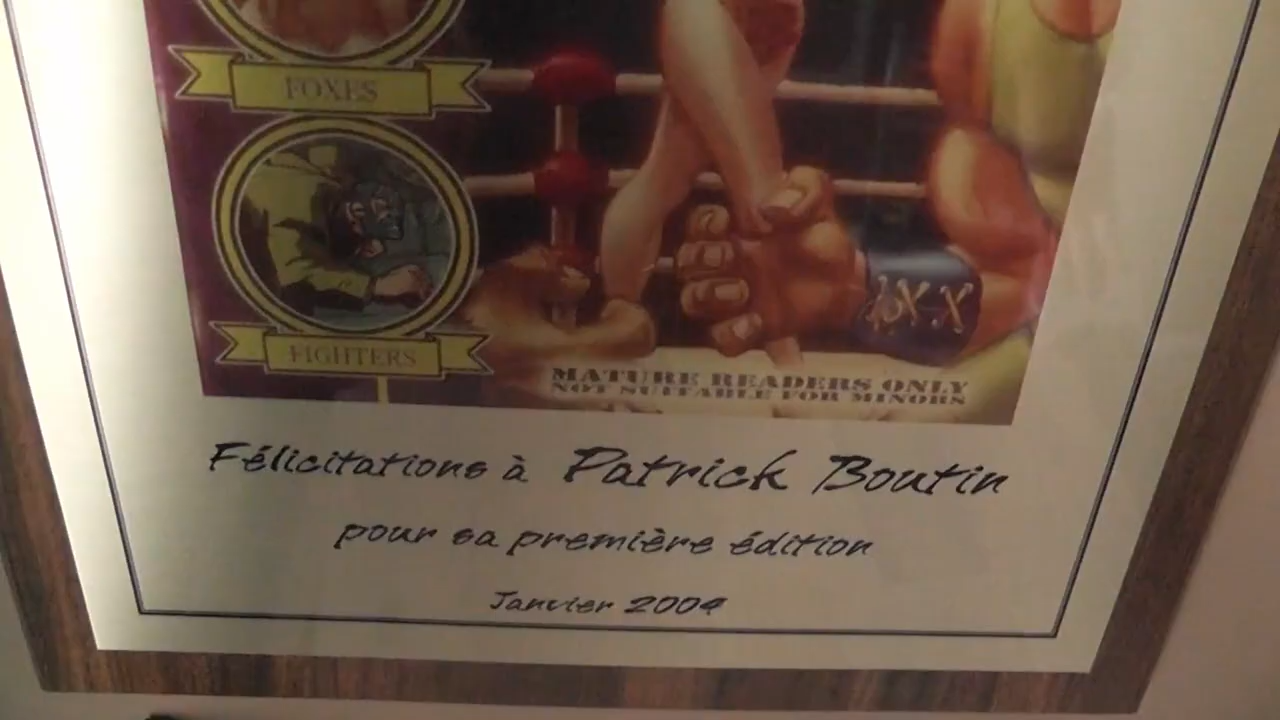 FOXES
FIGHTERS
MATURE READERS ONLY
NOT SUITABLE FOR MINORS
Félicitations à Patrick Boutin
pour sa première édition
Janvier 2004